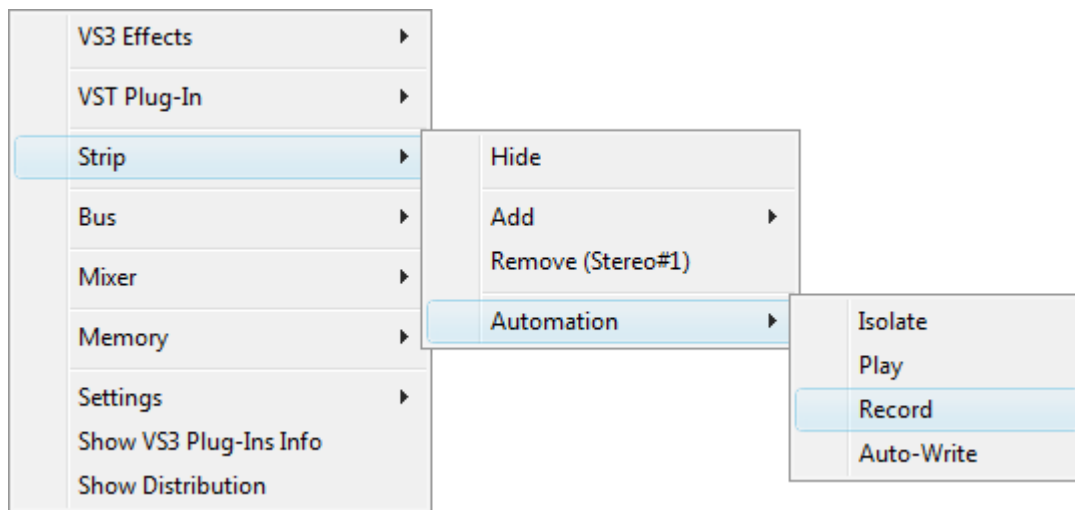 VS3 Effects
VST Plug-In
Strip
Bus
Mixer
Memory
Settings
Show VS3 Plug-Ins Info
Show Distribution
Hide
Add
Remove (Stereo#1)
Automation
Isolate
Play
Record
Auto-Write